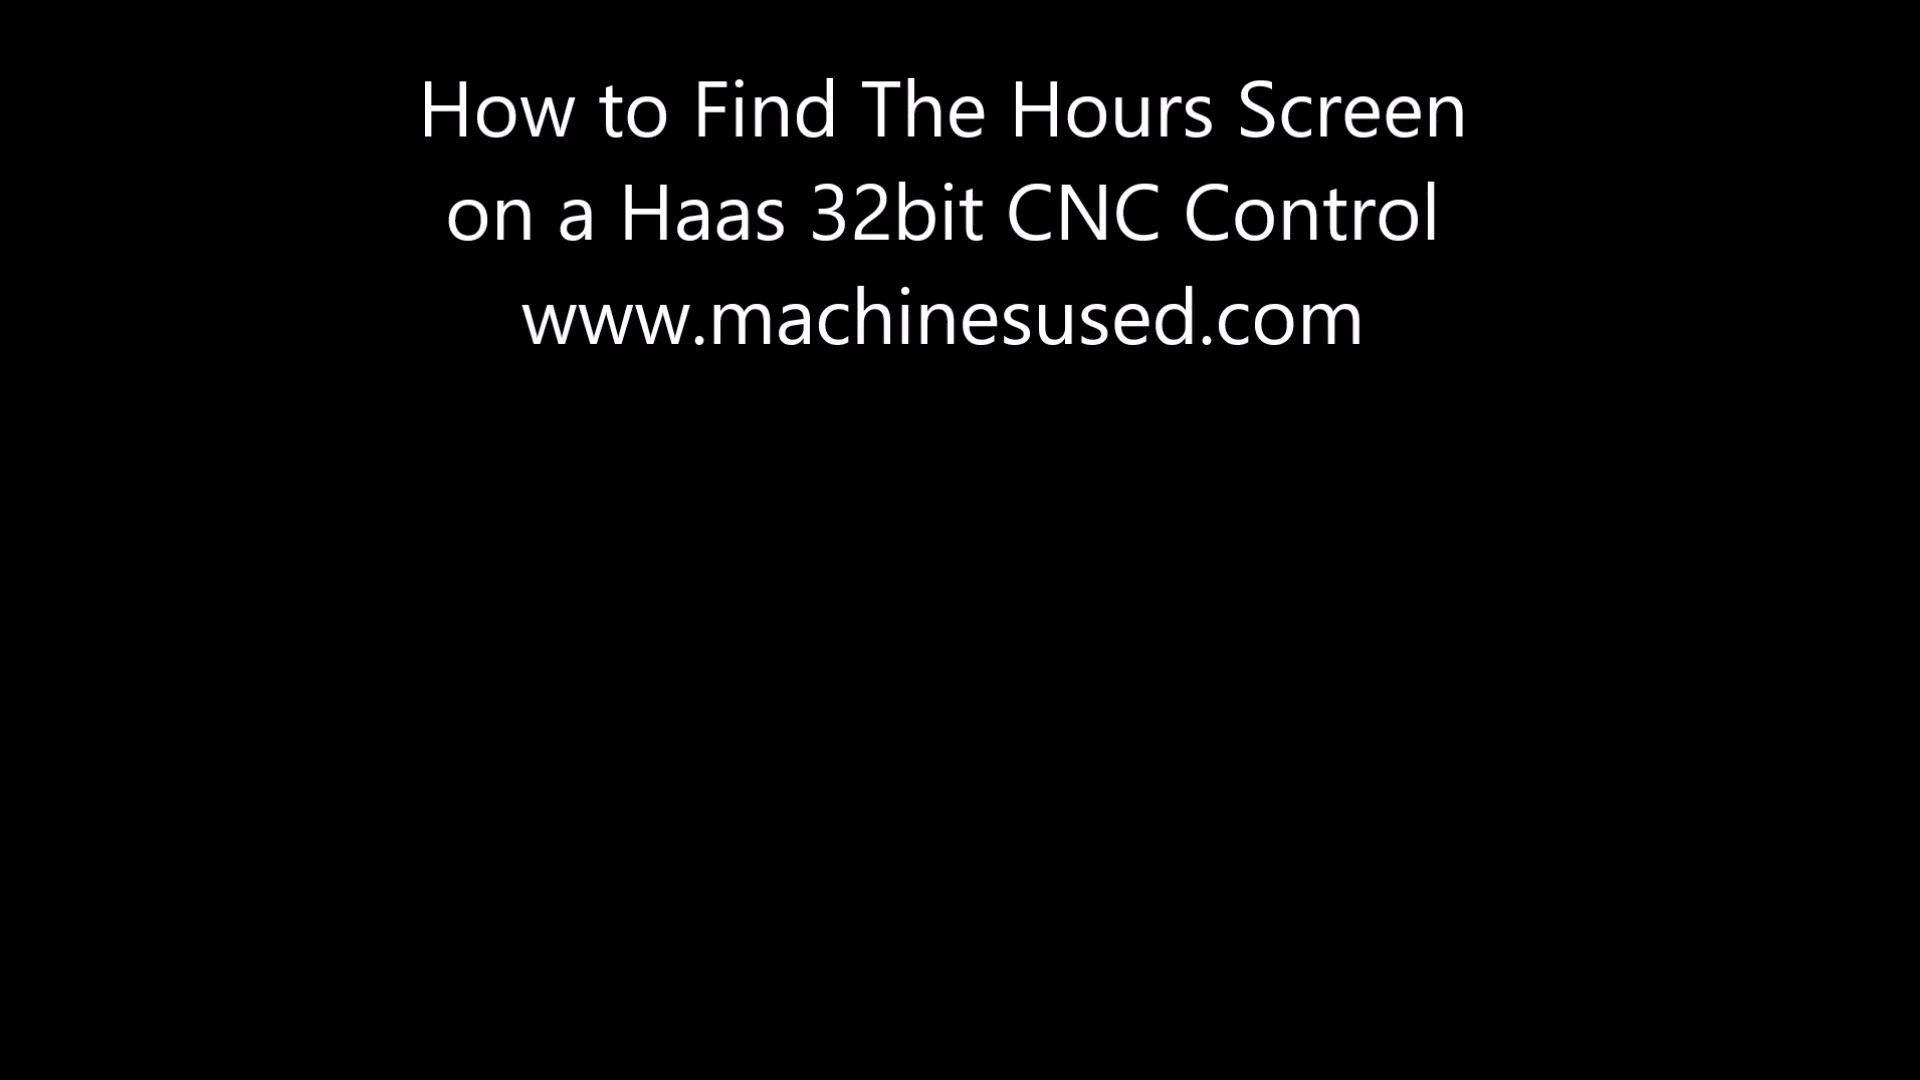 How to Find The Hours Screen
on a Haas 32bit CNC Control
www.machinesused.com